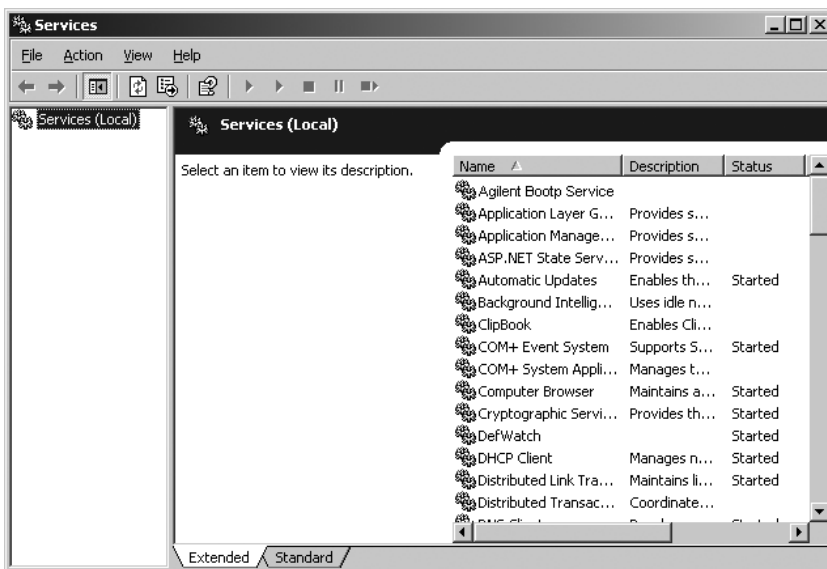 Services
File Action View Help
Services (Local)
Services (Local)
Select an item to view its description.
Name Description Status
Agilent Bootp Service
Application Layer G... Provides s...
Application Manage... Provides s...
ASP.NET State Serv... Provides s...
Automatic Updates Enables th... Started
Background Intellig... Uses idle n...
ClipBook Enables Cli...
COM+ Event System Supports S... Started
COM+ System Appli... Manages t...
Computer Browser Maintains a... Started
Cryptographic Servi... Provides th... Started
DefWatch Started
DHCP Client Manages n... Started
Distributed Link Tra... Maintains li... Started
Distributed Transac... Coordinate...
Extended Standard